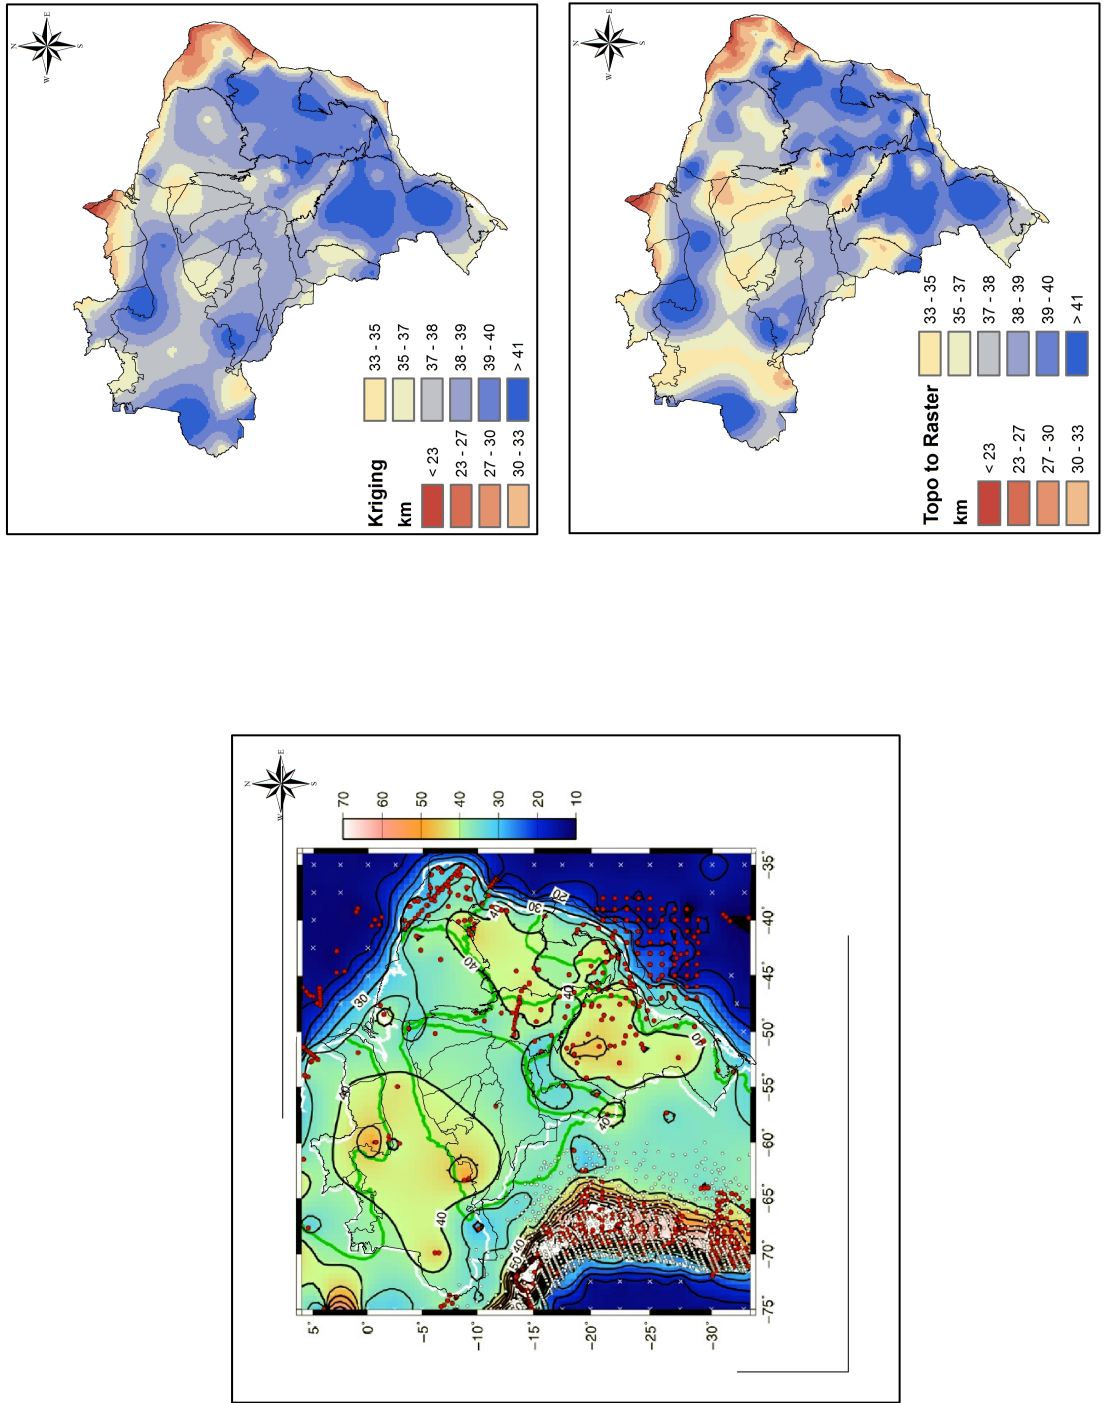 N
E
S
W
Kriging
km
< 23
23 - 27
27 - 30
30 - 33
33 - 35
35 - 37
37 - 38
38 - 39
39 - 40
> 41
N
E
S
W
Topo to Raster
km
< 23
23 - 27
27 - 30
30 - 33
33 - 35
35 - 37
37 - 38
38 - 39
39 - 40
> 41
N
E
S
W
70
60
50
40
30
20
10
30
40
40
40
40
30
20
40
40
40
40
50
5°
0°
-5°
-10°
-15°
-20°
-25°
-30°
-75°
-70°
-65°
-60°
-55°
-50°
-45°
-40°
-35°